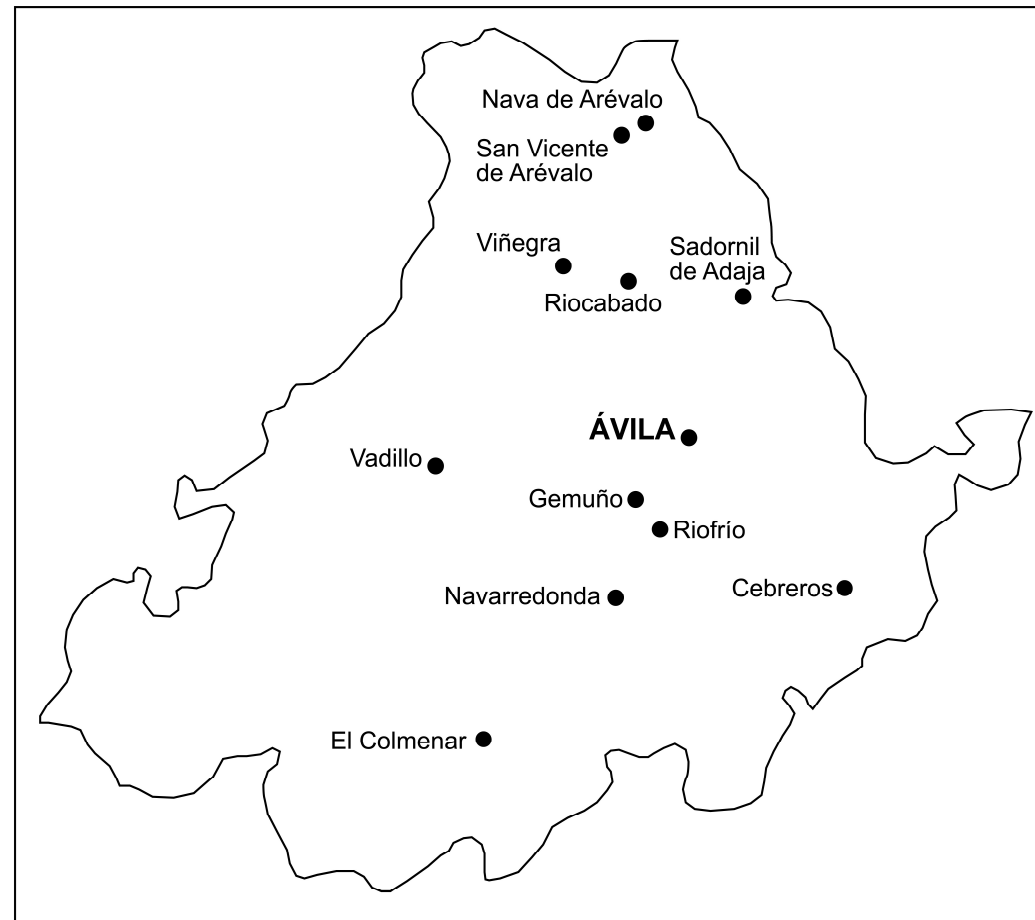 Nava de Arévalo
San Vicente
de Arévalo
Viñegra
Sadornil
de Adaja
Riocabado
ÁVILA
Vadillo
Gemuño
Riofrío
Cebreros
Navarredonda
El Colmenar